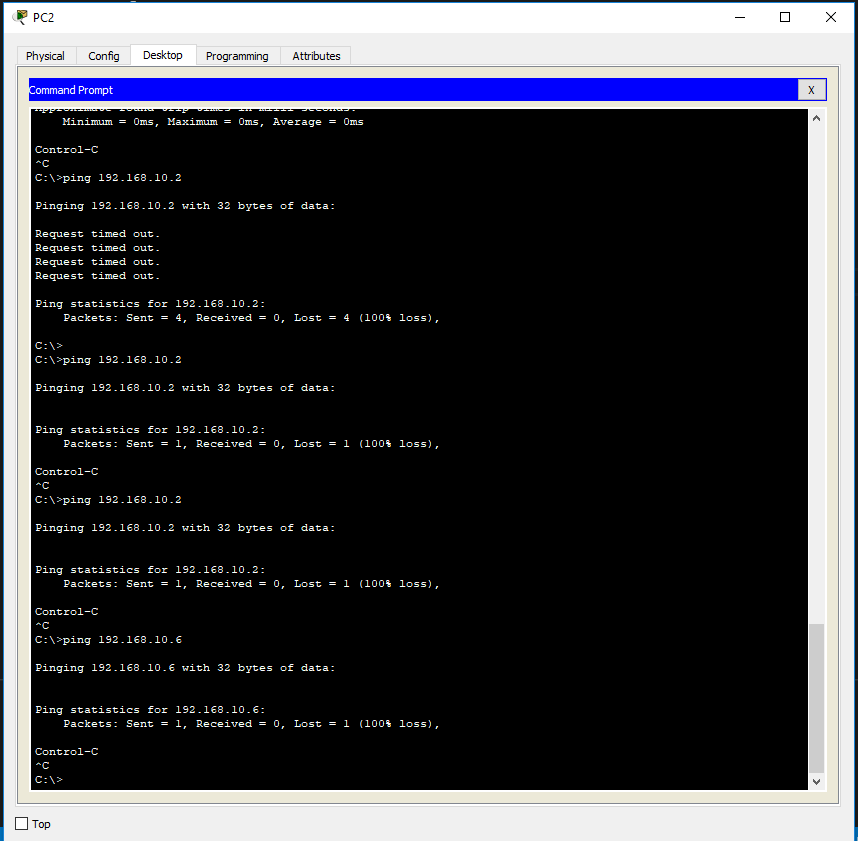 PC2
Physical Config Desktop Programming Attributes
Command Prompt X
Approximate round trip times in milli-seconds:
Minimum = 0ms, Maximum = 0ms, Average = 0ms
Control-C
^C
C:\>ping 192.168.10.2
Pinging 192.168.10.2 with 32 bytes of data:
Request timed out.
Request timed out.
Request timed out.
Request timed out.
Ping statistics for 192.168.10.2:
Packets: Sent = 4, Received = 0, Lost = 4 (100% loss),
C:\>
C:\>ping 192.168.10.2
Pinging 192.168.10.2 with 32 bytes of data:
Ping statistics for 192.168.10.2:
Packets: Sent = 1, Received = 0, Lost = 1 (100% loss),
Control-C
^C
C:\>ping 192.168.10.2
Pinging 192.168.10.2 with 32 bytes of data:
Ping statistics for 192.168.10.2:
Packets: Sent = 1, Received = 0, Lost = 1 (100% loss),
Control-C
^C
C:\>ping 192.168.10.6
Pinging 192.168.10.6 with 32 bytes of data:
Ping statistics for 192.168.10.6:
Packets: Sent = 1, Received = 0, Lost = 1 (100% loss),
Control-C
^C
C:\>
Top